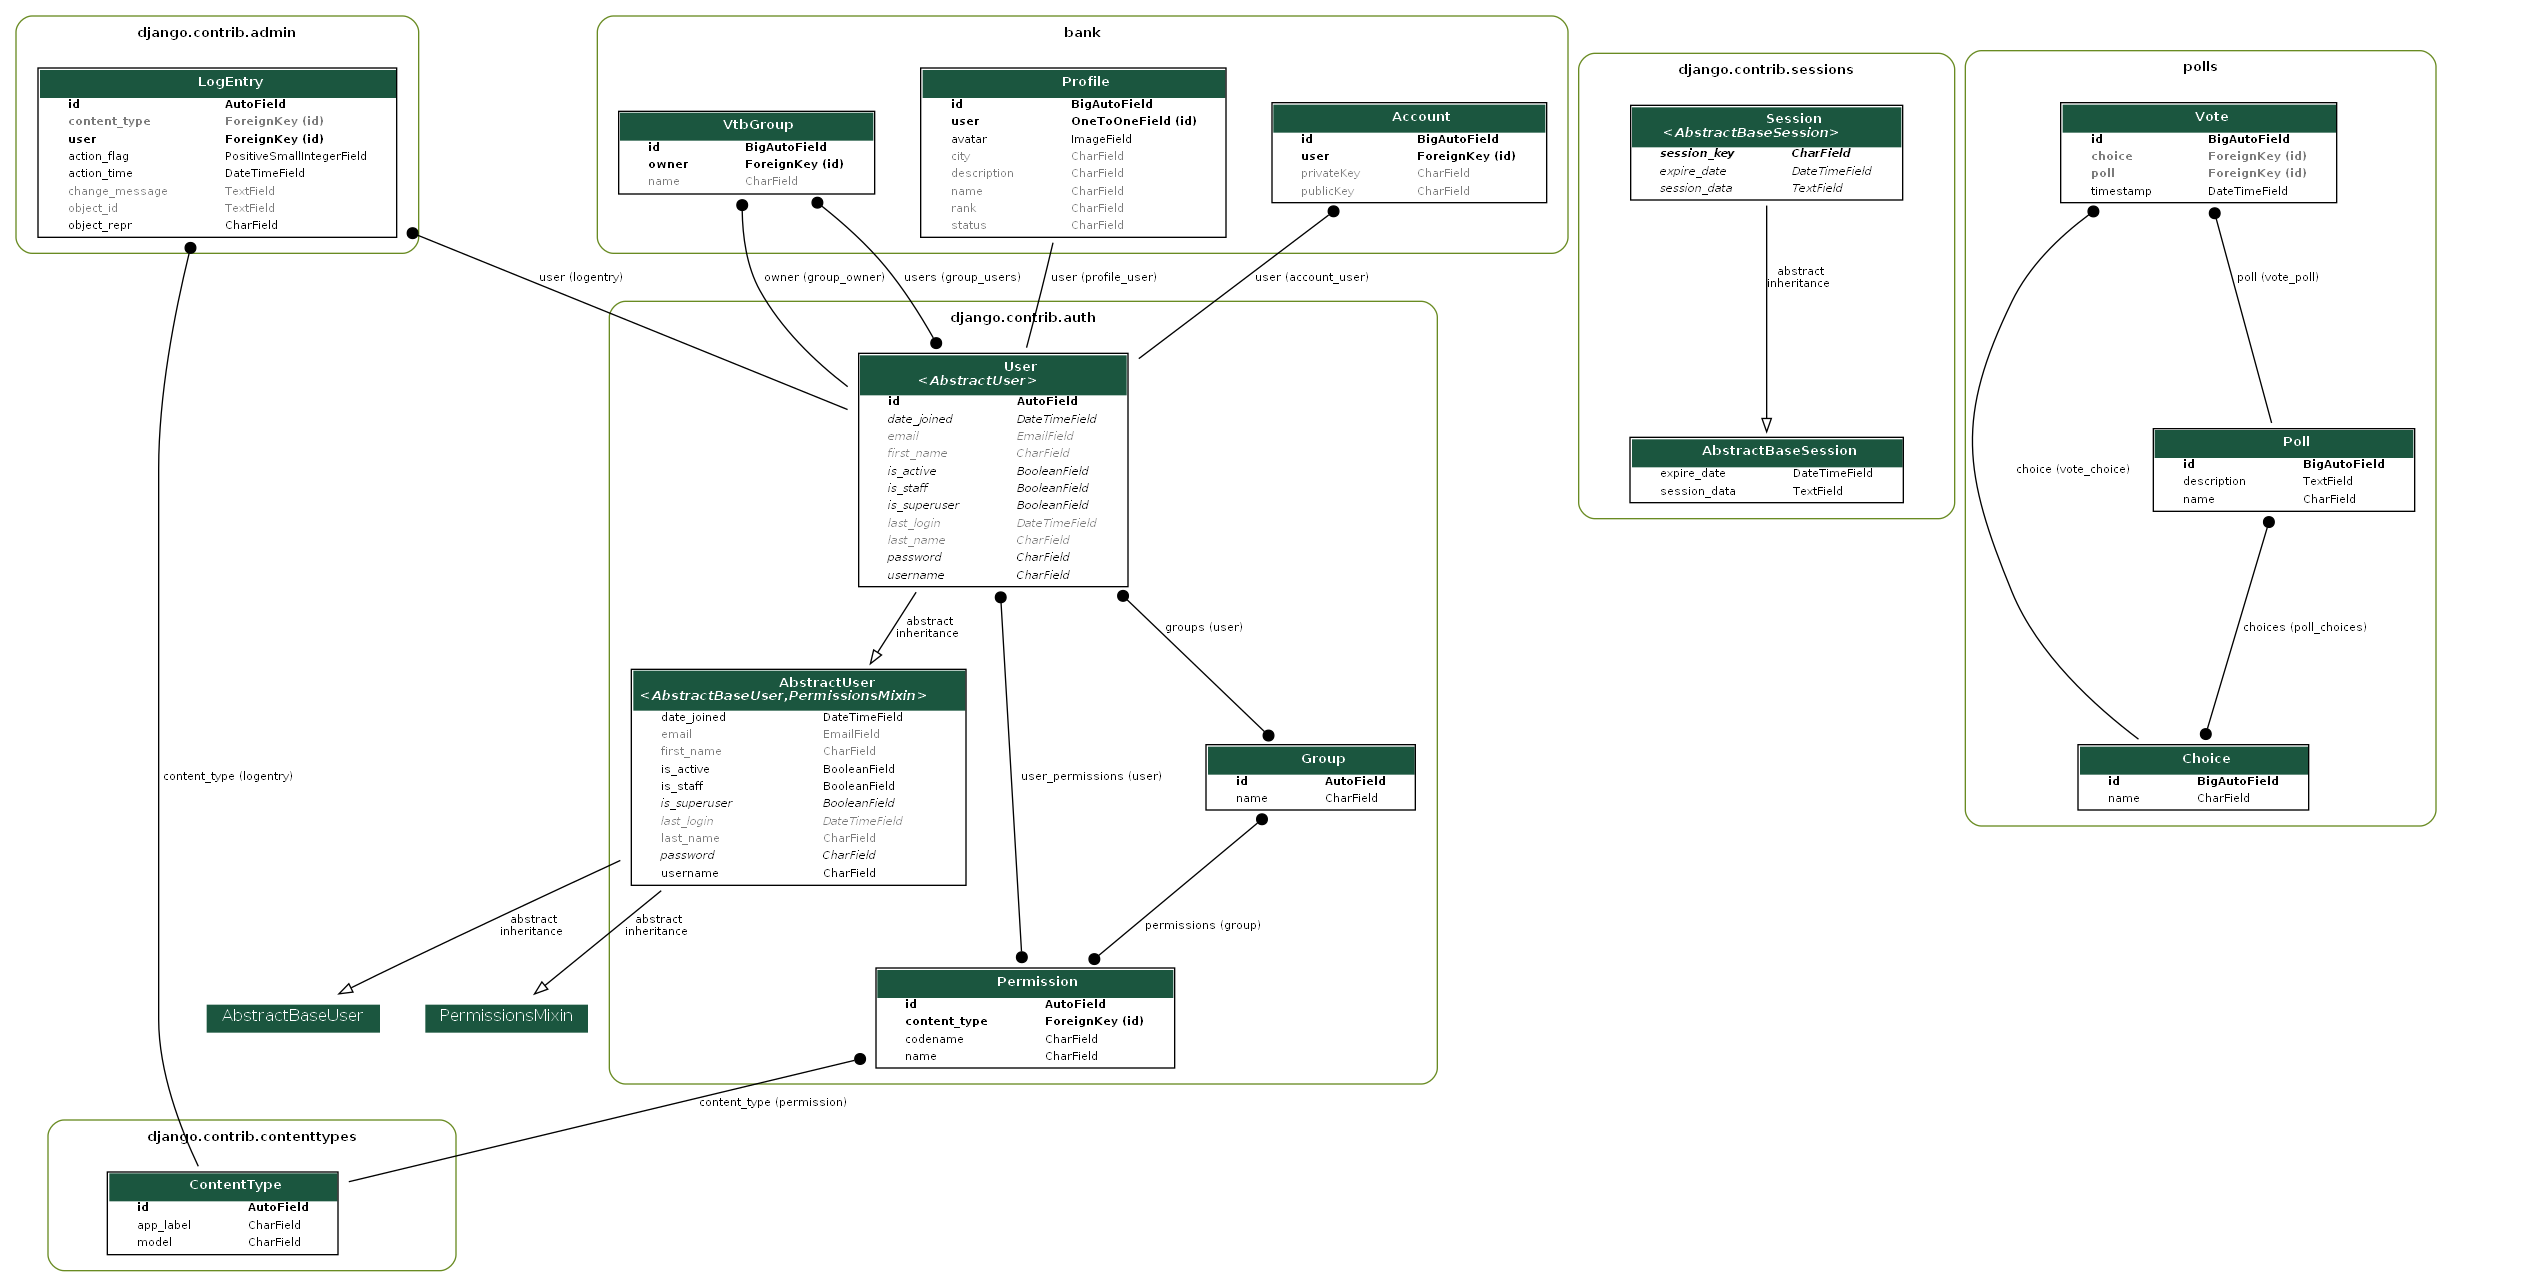 django.contrib.admin
LogEntry
id AutoField
content_type ForeignKey (id)
user ForeignKey (id)
action_flag PositiveSmallIntegerField
action_time DateTimeField
change_message TextField
object_id TextField
object_repr CharField
bank
VtbGroup
id BigAutoField
owner ForeignKey (id)
name CharField
Profile
id BigAutoField
user OneToOneField (id)
avatar ImageField
city CharField
description CharField
name CharField
rank CharField
status CharField
Account
id BigAutoField
user ForeignKey (id)
privateKey CharField
publicKey CharField
django.contrib.sessions
Session
<AbstractBaseSession>
session_key CharField
expire_date DateTimeField
session_data TextField
abstract
inheritance
AbstractBaseSession
expire_date DateTimeField
session_data TextField
polls
Vote
id BigAutoField
choice ForeignKey (id)
poll ForeignKey (id)
timestamp DateTimeField
poll (vote_poll)
choice (vote_choice)
Poll
id BigAutoField
description TextField
name CharField
choices (poll_choices)
Choice
id BigAutoField
name CharField
user (logentry)
owner (group_owner)
users (group_users)
user (profile_user)
user (account_user)
django.contrib.auth
User
<AbstractUser>
id AutoField
date_joined DateTimeField
email EmailField
first_name CharField
is_active BooleanField
is_staff BooleanField
is_superuser BooleanField
last_login DateTimeField
last_name CharField
password CharField
username CharField
abstract
inheritance
groups (user)
AbstractUser
<AbstractBaseUser,PermissionsMixin>
date_joined DateTimeField
email EmailField
first_name CharField
is_active BooleanField
is_staff BooleanField
is_superuser BooleanField
last_login DateTimeField
last_name CharField
password CharField
username CharField
user_permissions (user)
Group
id AutoField
name CharField
content_type (logentry)
abstract
inheritance
abstract
inheritance
permissions (group)
AbstractBaseUser
PermissionsMixin
Permission
id AutoField
content_type ForeignKey (id)
codename CharField
name CharField
content_type (permission)
django.contrib.contenttypes
ContentType
id AutoField
app_label CharField
model CharField